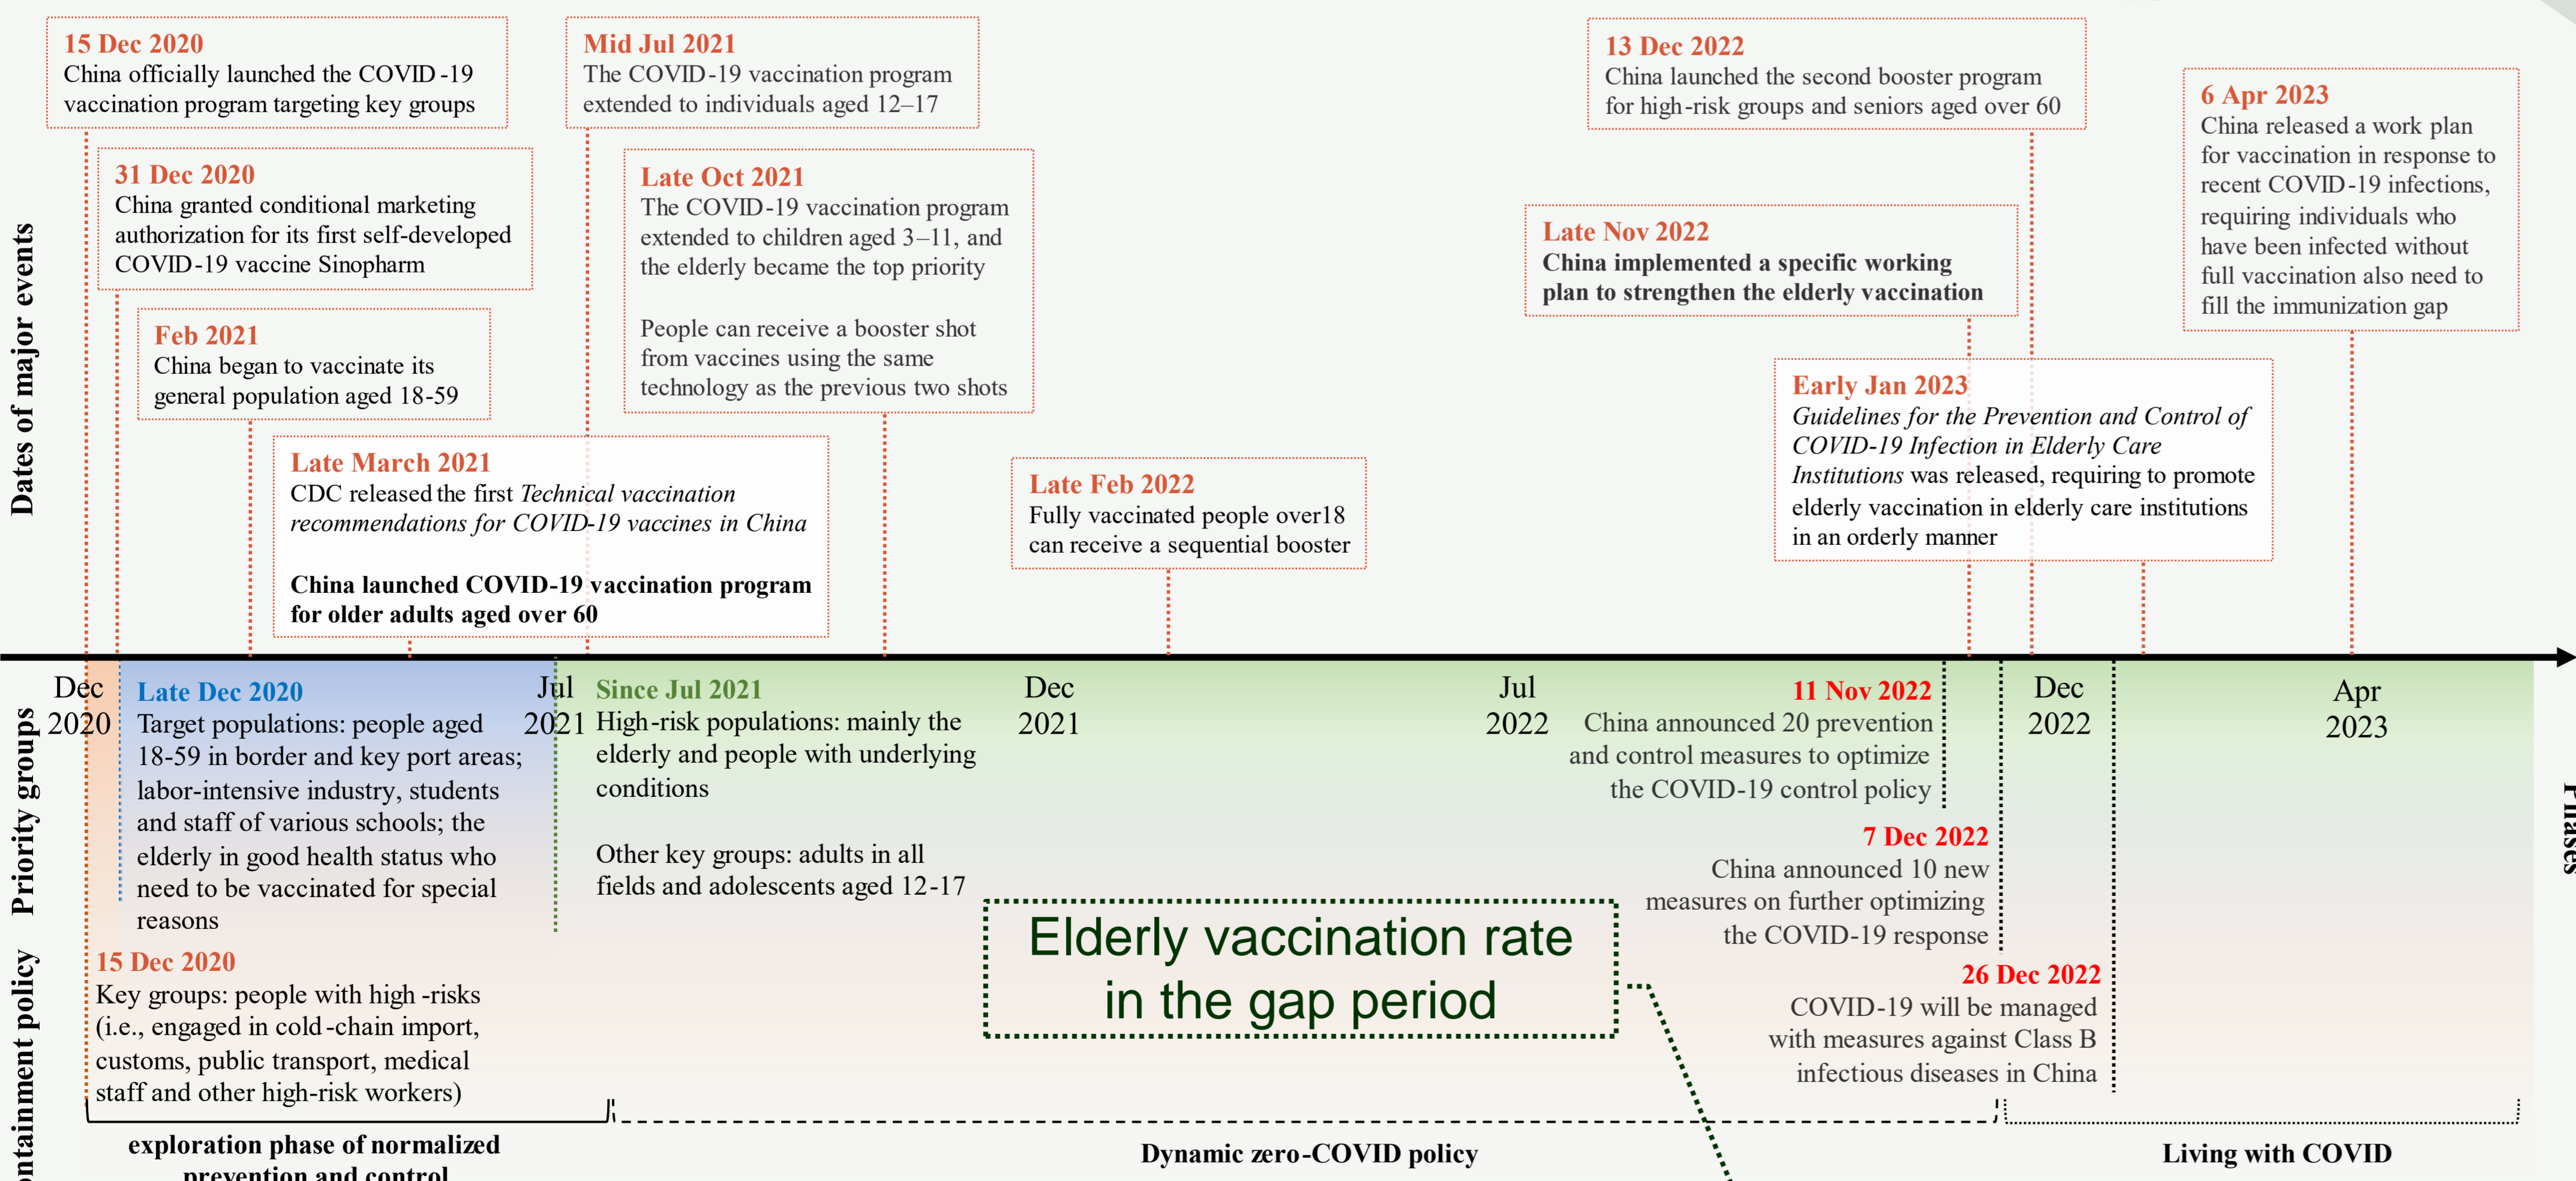 15 Dec 2020
China officially launched the COVID-19
vaccination program targeting key groups
31 Dec 2020
China granted conditional marketing
authorization for its first self-developed
COVID-19 vaccine Sinopharm
Feb 2021
China began to vaccinate its
general population aged 18-59
Late March 2021
CDC released the first Technical vaccination
recommendations for COVID-19 vaccines in China
China launched COVID-19 vaccination program
for older adults aged over 60
Mid Jul 2021
The COVID-19 vaccination program
extended to individuals aged 12–17
Late Oct 2021
The COVID-19 vaccination program
extended to children aged 3–11, and
the elderly became the top priority
People can receive a booster shot
from vaccines using the same
technology as the previous two shots
Late Feb 2022
Fully vaccinated people over18
can receive a sequential booster
13 Dec 2022
China launched the second booster program
for high-risk groups and seniors aged over 60
Late Nov 2022
China implemented a specific working
plan to strengthen the elderly vaccination
Early Jan 2023
Guidelines for the Prevention and Control of
COVID-19 Infection in Elderly Care
Institutions was released, requiring to promote
elderly vaccination in elderly care institutions
in an orderly manner
6 Apr 2023
China released a work plan
for vaccination in response to
recent COVID-19 infections,
requiring individuals who
have been infected without
full vaccination also need to
fill the immunization gap
Dates of major events
Dec
2020
Jul
2021
Dec
2021
Jul
2022
Dec
2022
Apr
2023
Priority groups
Late Dec 2020
Target populations: people aged
18-59 in border and key port areas;
labor-intensive industry, students
and staff of various schools; the
elderly in good health status who
need to be vaccinated for special
reasons
15 Dec 2020
Key groups: people with high-risks
(i.e., engaged in cold-chain import,
customs, public transport, medical
staff and other high-risk workers)
Since Jul 2021
High-risk populations: mainly the
elderly and people with underlying
conditions
Other key groups: adults in all
fields and adolescents aged 12-17
Elderly vaccination rate
in the gap period
11 Nov 2022
China announced 20 prevention
and control measures to optimize
the COVID-19 control policy
7 Dec 2022
China announced 10 new
measures on further optimizing
the COVID-19 response
26 Dec 2022
COVID-19 will be managed
with measures against Class B
infectious diseases in China
Phases
ontainment policy
exploration phase of normalized
prevention and control
Dynamic zero-COVID policy
Living with COVID